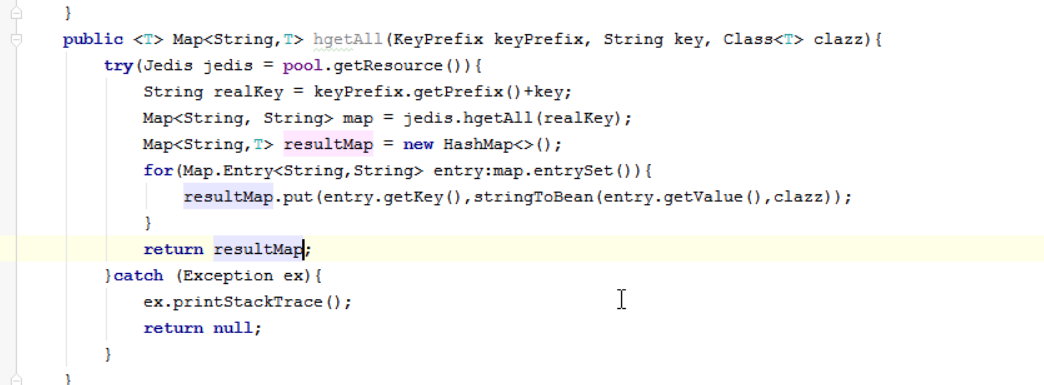 }
public <T> Map<String,T> hgetAll(KeyPrefix keyPrefix, String key, Class<T> clazz){
try(Jedis jedis = pool.getResource()){
String realKey = keyPrefix.getPrefix()+key;
Map<String, String> map = jedis.hgetAll(realKey);
Map<String,T> resultMap = new HashMap<>();
for(Map.Entry<String,String> entry:map.entrySet()){
resultMap.put(entry.getKey(),stringToBean(entry.getValue(),clazz));
}
return resultMap;
}catch (Exception ex){
ex.printStackTrace();
return null;
}
}